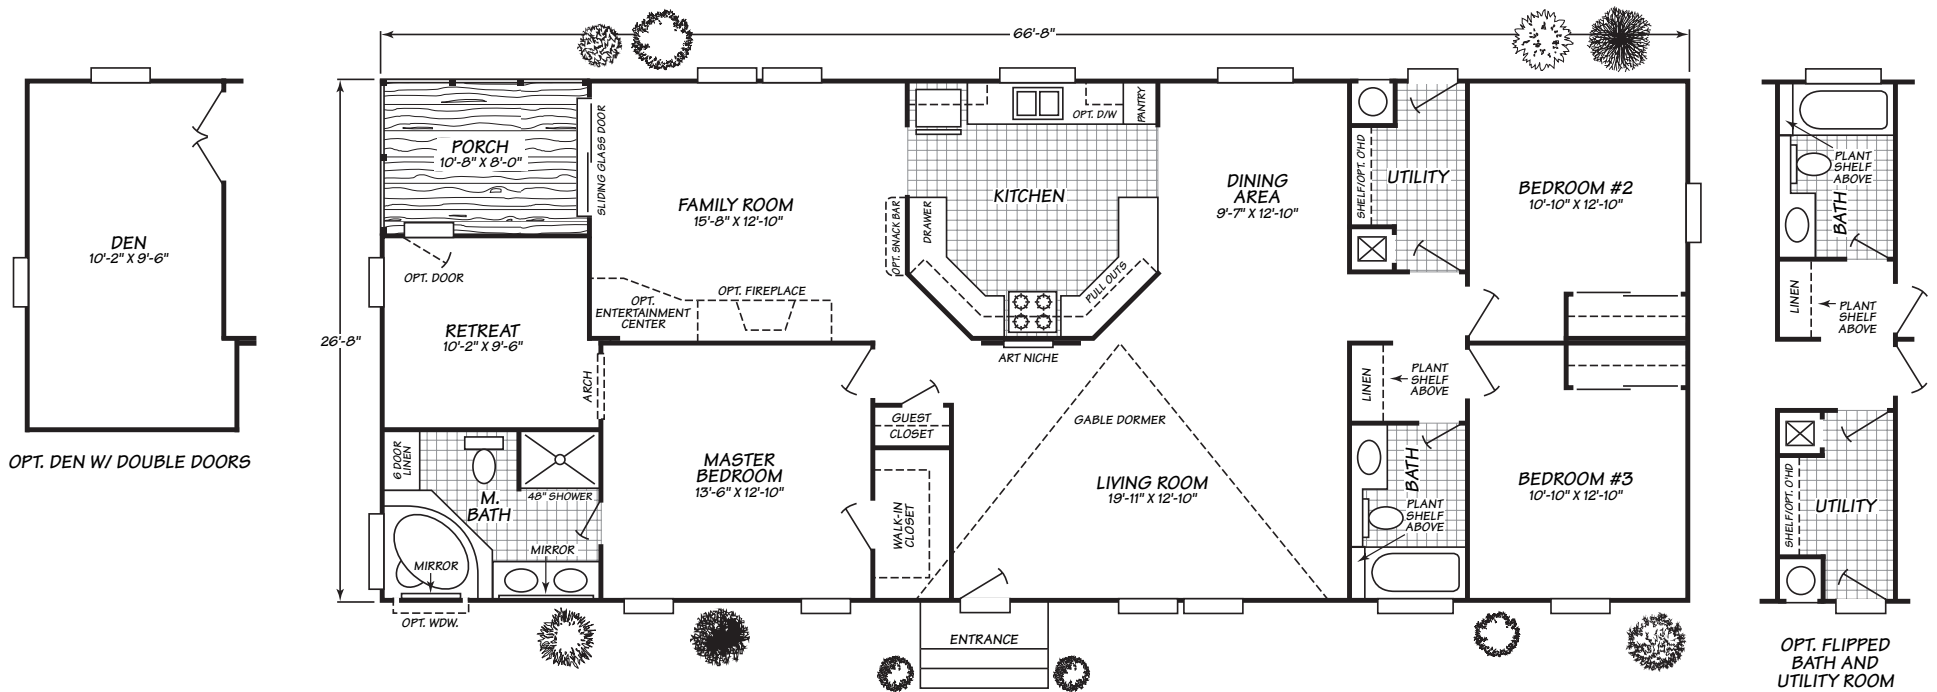 66'-8"
26'-8"
DEN
10'-2" X 9'-6"
OPT. DEN W/ DOUBLE DOORS
PORCH
10'-8" X 8'-0"
SLIDING GLASS DOOR
OPT. DOOR
RETREAT
10'-2" X 9'-6"
ARCH
FAMILY ROOM
15'-8" X 12'-10"
OPT.
ENTERTAINMENT
CENTER
OPT. FIREPLACE
KITCHEN
OPT. D/W
PANTRY
OPT. SNACK BAR
DRAWER
PULL OUTS
ART NICHE
DINING
AREA
9'-7" X 12'-10"
SHELF/OPT. O'HD
UTILITY
BEDROOM #2
10'-10" X 12'-10"
6 DOOR
LINEN
M.
BATH
48" SHOWER
MIRROR
MIRROR
OPT. WDW.
MASTER
BEDROOM
13'-6" X 12'-10"
GUEST
CLOSET
WALK-IN
CLOSET
GABLE DORMER
LIVING ROOM
19'-11" X 12'-10"
ENTRANCE
LINEN
PLANT
SHELF
ABOVE
BATH
PLANT
SHELF
ABOVE
BEDROOM #3
10'-10" X 12'-10"
PLANT
SHELF
ABOVE
BATH
LINEN
PLANT
SHELF
ABOVE
SHELF/OPT. O'HD
UTILITY
OPT. FLIPPED
BATH AND
UTILITY ROOM